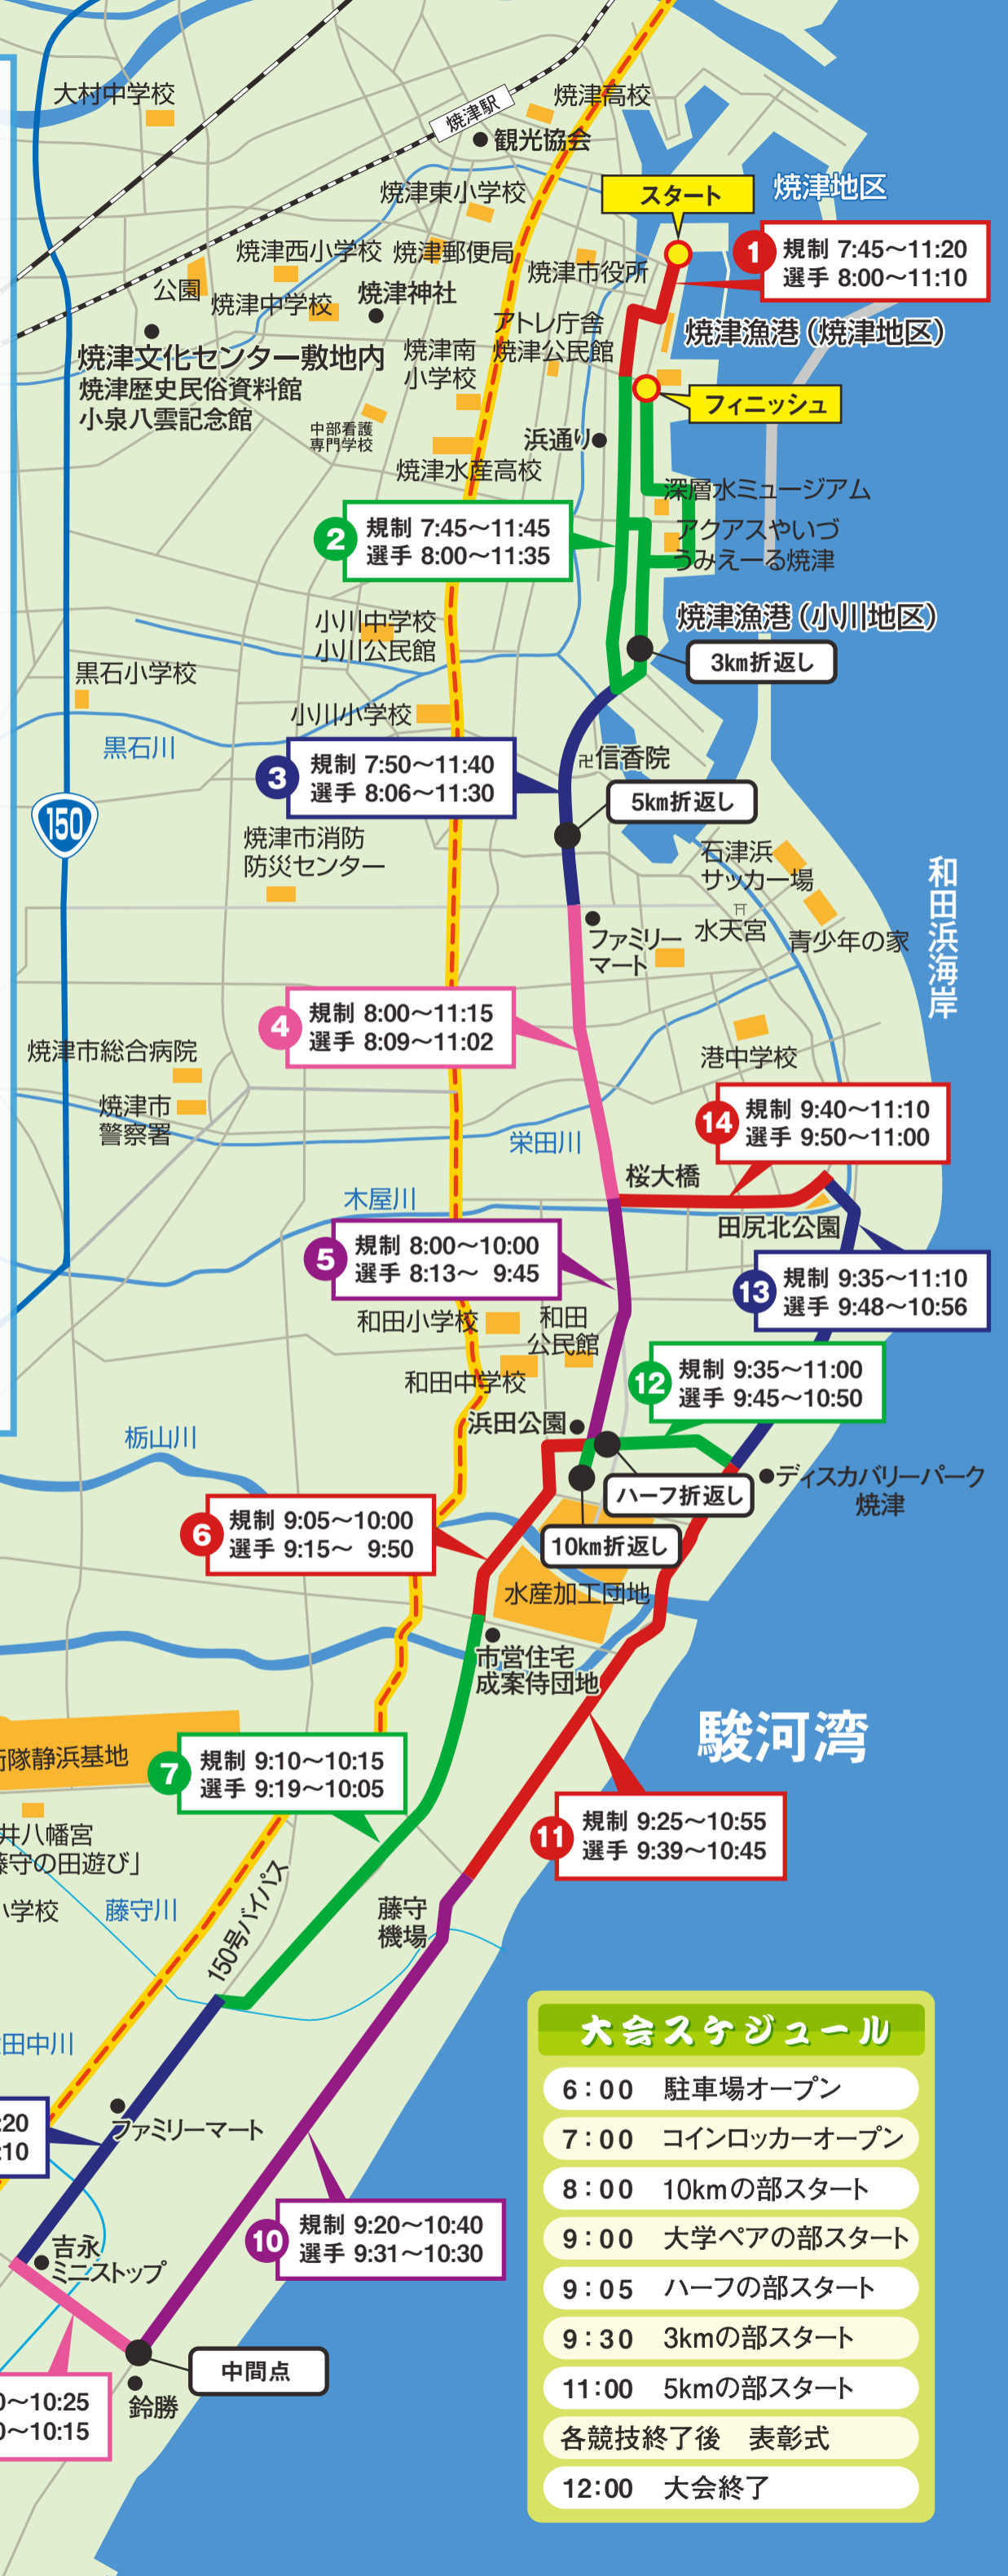 大村中学校
焼津高校
焼津駅
観光協会
焼津地区
スタート
焼津東小学校
1
規制 7:45〜11:20
選手 8:00〜11:10
焼津西小学校
焼津郵便局
焼津市役所
公園
焼津中学校
焼津神社
アトレ庁舎
焼津公民館
焼津漁港（焼津地区）
焼津文化センター敷地内
焼津歴史民俗資料館
小泉八雲記念館
焼津南
小学校
フィニッシュ
中部看護
専門学校
浜通り
焼津水産高校
深層水ミュージアム
2
規制 7:45〜11:45
選手 8:00〜11:35
アクアスやいづ
うみえーる焼津
小川中学校
小川公民館
焼津漁港（小川地区）
3km折返し
黒石小学校
小川小学校
黒石川
卍信香院
3
規制 7:50〜11:40
選手 8:06〜11:30
5km折返し
150
焼津市消防
防災センター
石津浜
サッカー場
和田浜海岸
ファミリー
マート
水天宮
青少年の家
4
規制 8:00〜11:15
選手 8:09〜11:02
焼津市総合病院
港中学校
焼津市
警察署
14
規制 9:40〜11:10
選手 9:50〜11:00
栄田川
桜大橋
木屋川
田尻北公園
5
規制 8:00〜10:00
選手 8:13〜 9:45
13
規制 9:35〜11:10
選手 9:48〜10:56
和田小学校
和田
公民館
和田中学校
12
規制 9:35〜11:00
選手 9:45〜10:50
浜田公園
栃山川
ディスカバリーパーク
焼津
ハーフ折返し
6
規制 9:05〜10:00
選手 9:15〜 9:50
10km折返し
水産加工団地
市営住宅
成案侍団地
駿河湾
隊静浜基地
7
規制 9:10〜10:15
選手 9:19〜10:05
11
規制 9:25〜10:55
選手 9:39〜10:45
井八幡宮
守の田遊び」
小学校
藤守川
150号バイパス
藤守
機場
田中川
大会スケジュール
6:00 駐車場オープン
7:00 コインロッカーオープン
8:00 10kmの部スタート
9:00 大学ペアの部スタート
9:05 ハーフの部スタート
9:30 3kmの部スタート
11:00 5kmの部スタート
各競技終了後 表彰式
12:00 大会終了
:20
:10
ファミリーマート
10
規制 9:20〜10:40
選手 9:31〜10:30
吉永
ミニストップ
中間点
鈴勝
0〜10:25
0〜10:15